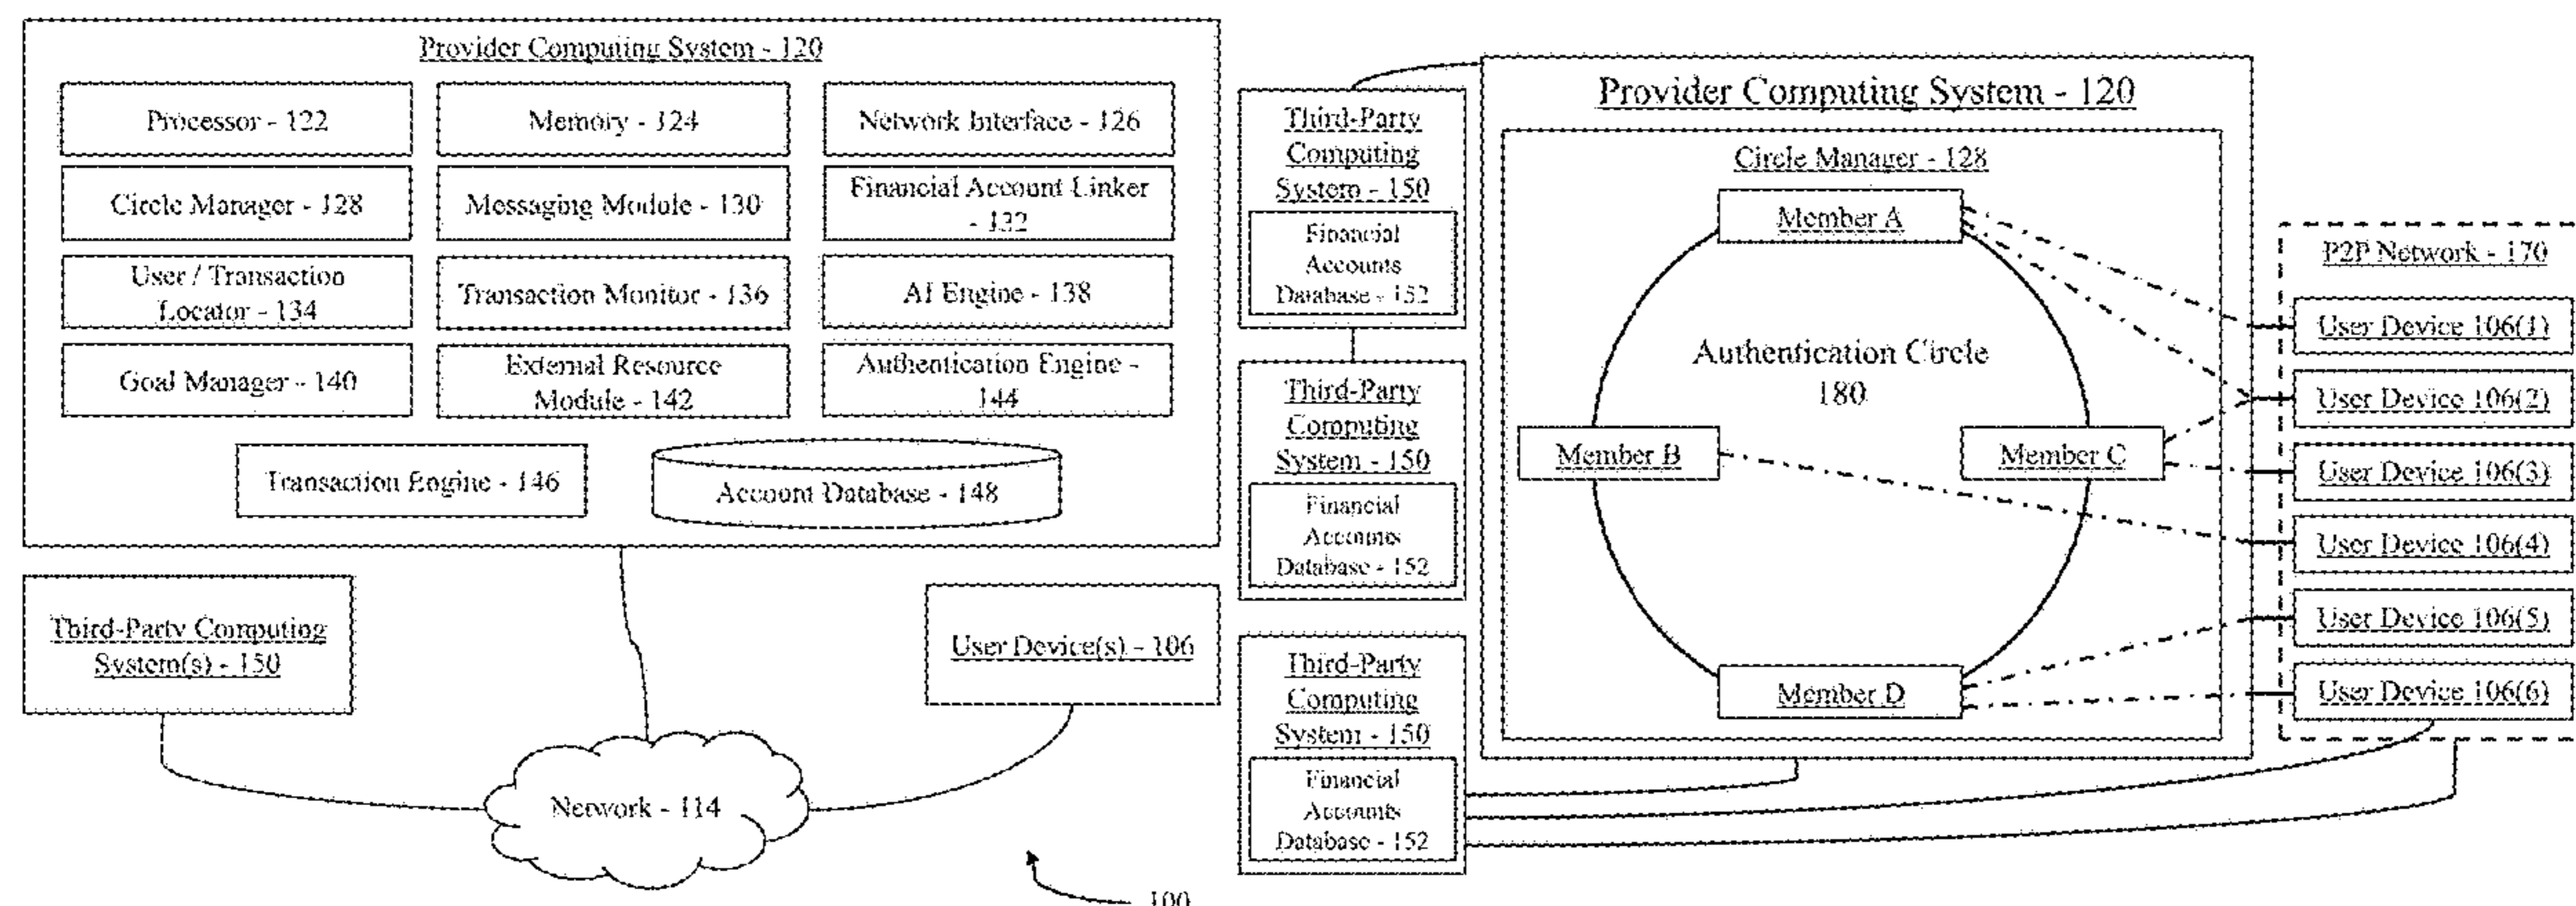 Provider Computing System - 120
Processor - 122
Memory - 124
Network Interface - 126
Circle Manager - 128
Messaging Module - 130
Financial Account Linker
- 132
User / Transaction
Locator - 134
Transaction Monitor - 136
AI Engine - 138
Goal Manager - 140
External Resource
Module - 142
Authentication Engine -
144
Transaction Engine - 146
Account Database - 148
Third-Party Computing
System(s) - 150
User Device(s) - 106
Network - 114
100
Third-Party
Computing
System - 150
Financial
Accounts
Database - 152
Third-Party
Computing
System - 150
Financial
Accounts
Database - 152
Third-Party
Computing
System - 150
Financial
Accounts
Database - 152
Provider Computing System - 120
Circle Manager - 128
Member A
Authentication Circle
180
Member B
Member C
Member D
P2P Network - 170
User Device 106(1)
User Device 106(2)
User Device 106(3)
User Device 106(4)
User Device 106(5)
User Device 106(6)